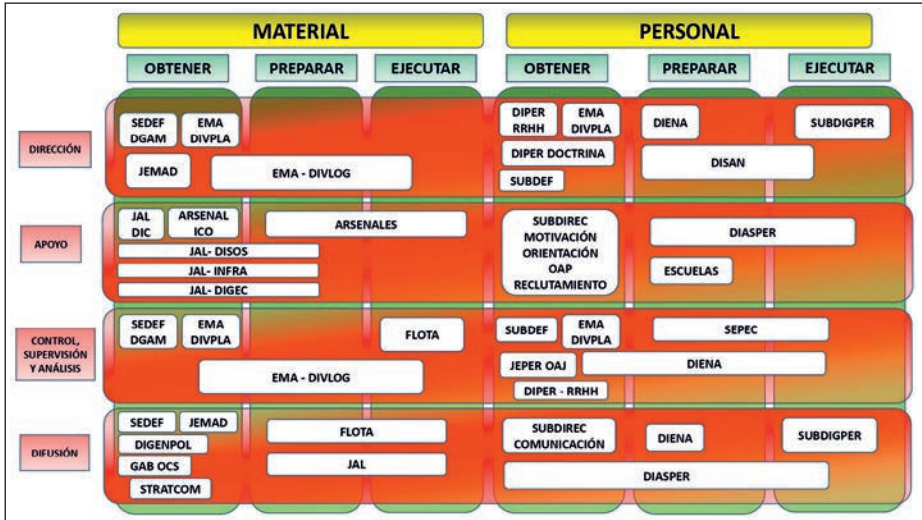 MATERIAL
PERSONAL
OBTENER
PREPARAR
EJECUTAR
OBTENER
PREPARAR
EJECUTAR
DIRECCIÓN
SEDEF
DGAM
EMA
DIVPLA
JEMAD
EMA - DIVLOG
DIPER
RRHH
EMA
DIVPLA
DIPER DOCTRINA
SUBDEF
DIENA
DISAN
SUBDIGPER
APOYO
JAL
DIC
ARSENAL
ICO
ARSENALES
JAL- DISOS
JAL- INFRA
JAL- DIGEC
SUBDIREC
MOTIVACIÓN
ORIENTACIÓN
OAP
RECLUTAMIENTO
DIASPER
ESCUELAS
CONTROL,
SUPERVISIÓN
Y ANÁLISIS
SEDEF
DGAM
EMA
DIVPLA
FLOTA
EMA - DIVLOG
SUBDEF
EMA
DIVPLA
SEPEC
JEPER OAJ
DIENA
DIPER - RRHH
DIFUSIÓN
SEDEF
JEMAD
DIGENPOL
GAB OCS
STRATCOM
FLOTA
JAL
SUBDIREC
COMUNICACIÓN
DIENA
SUBDIGPER
DIASPER